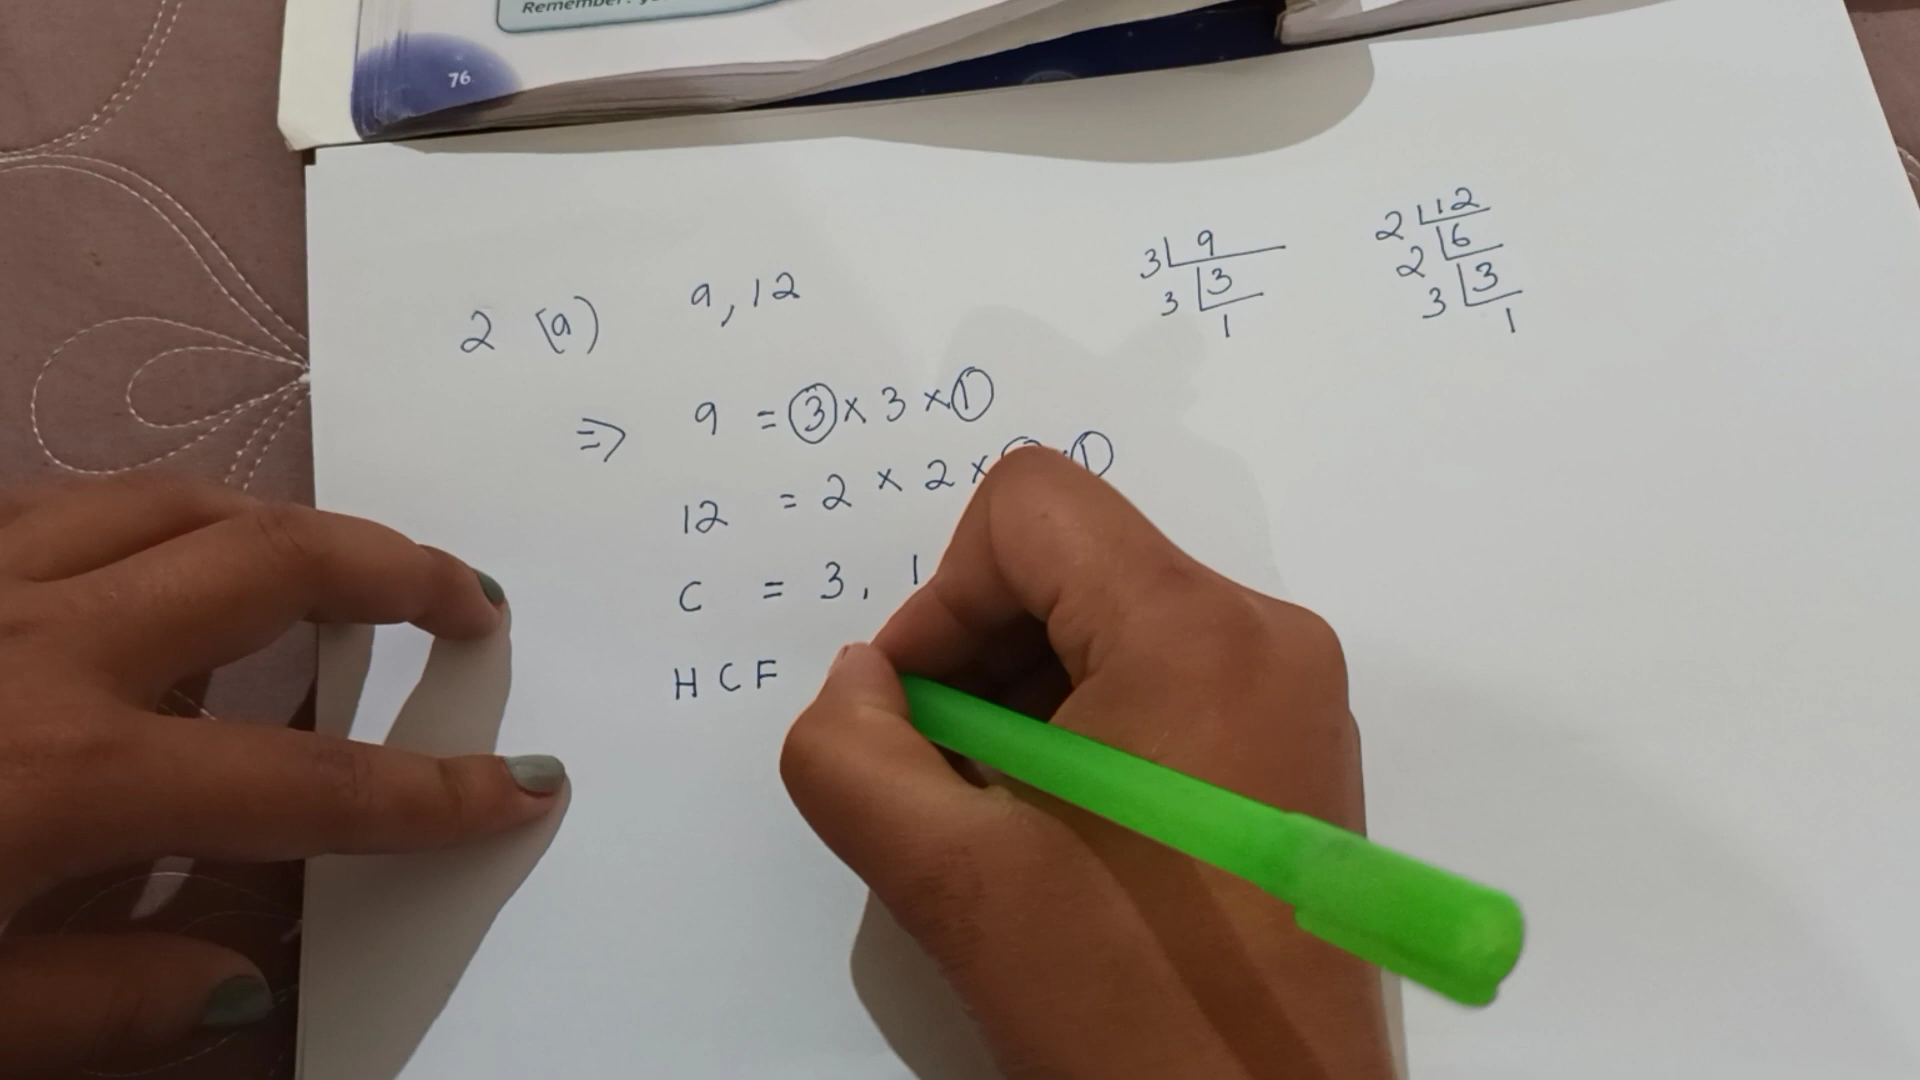 Remember:
76
2 (a) 9, 12
3 9
3 3
1
2 12
2 6
3 3
1
⇒ 9 = 3 × 3 × 1
12 = 2 × 2 × 1
C = 3, 1
HCF